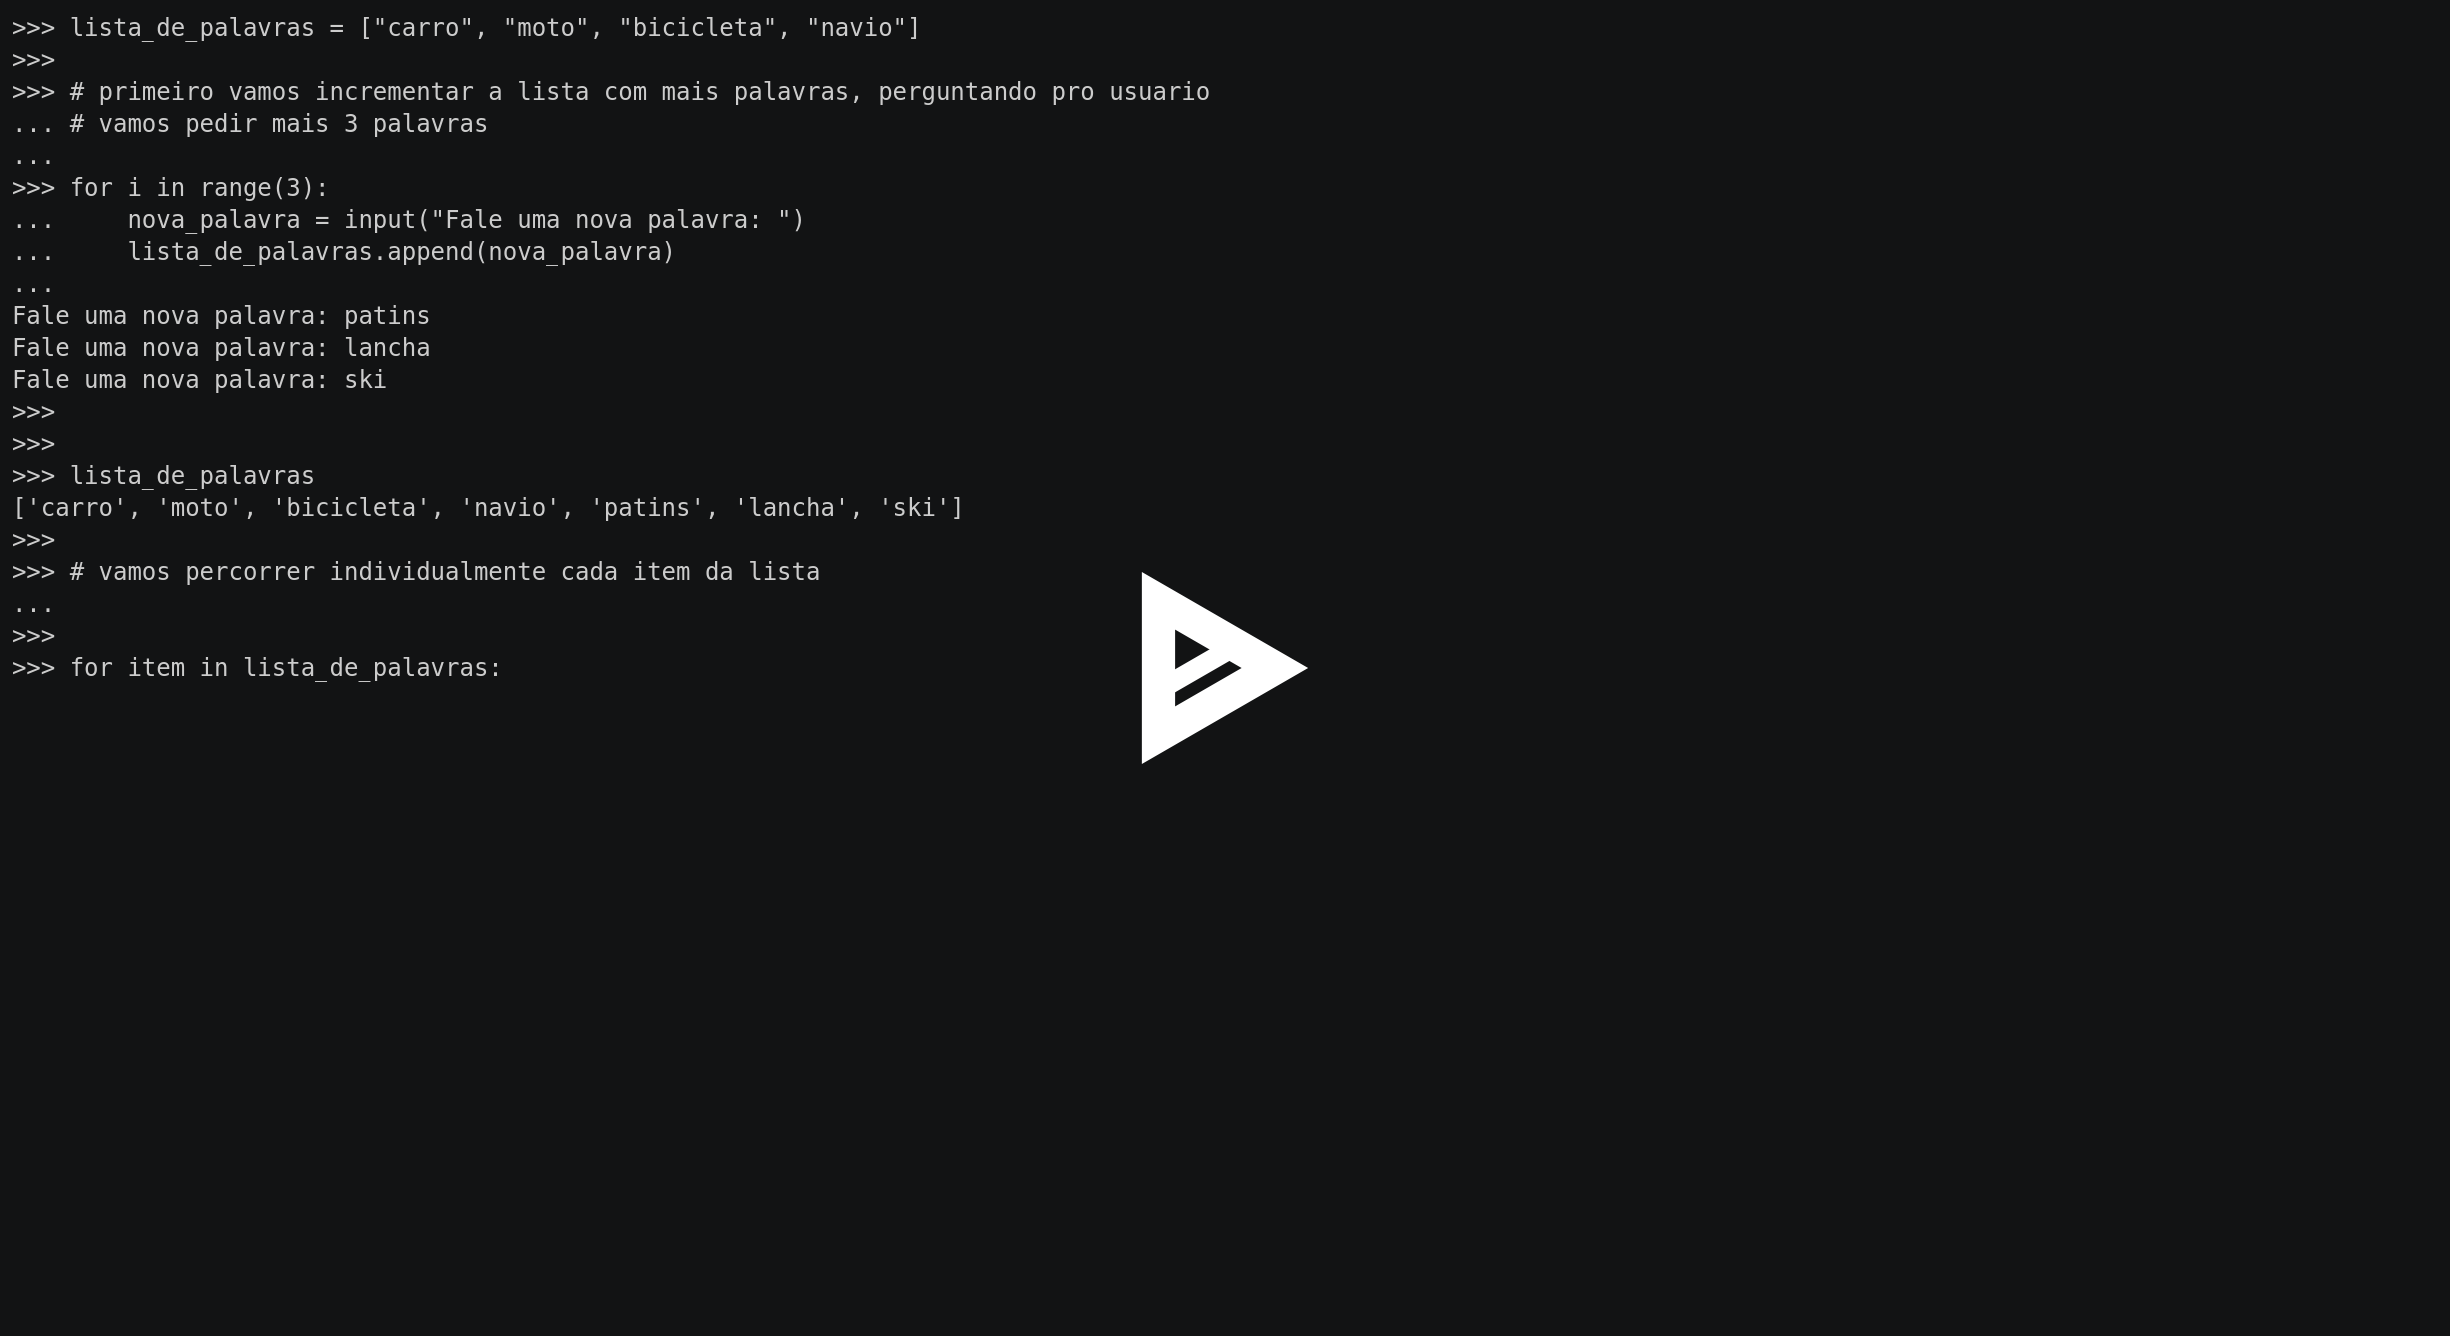 >>> lista_de_palavras = ["carro", "moto", "bicicleta", "navio"]
>>>
>>> # primeiro vamos incrementar a lista com mais palavras, perguntando pro usuario
... # vamos pedir mais 3 palavras
...
>>> for i in range(3):
...     nova_palavra = input("Fale uma nova palavra: ")
...     lista_de_palavras.append(nova_palavra)
...
Fale uma nova palavra: patins
Fale uma nova palavra: lancha
Fale uma nova palavra: ski
>>>
>>>
>>> lista_de_palavras
['carro', 'moto', 'bicicleta', 'navio', 'patins', 'lancha', 'ski']
>>>
>>> # vamos percorrer individualmente cada item da lista
...
>>>
>>> for item in lista_de_palavras: